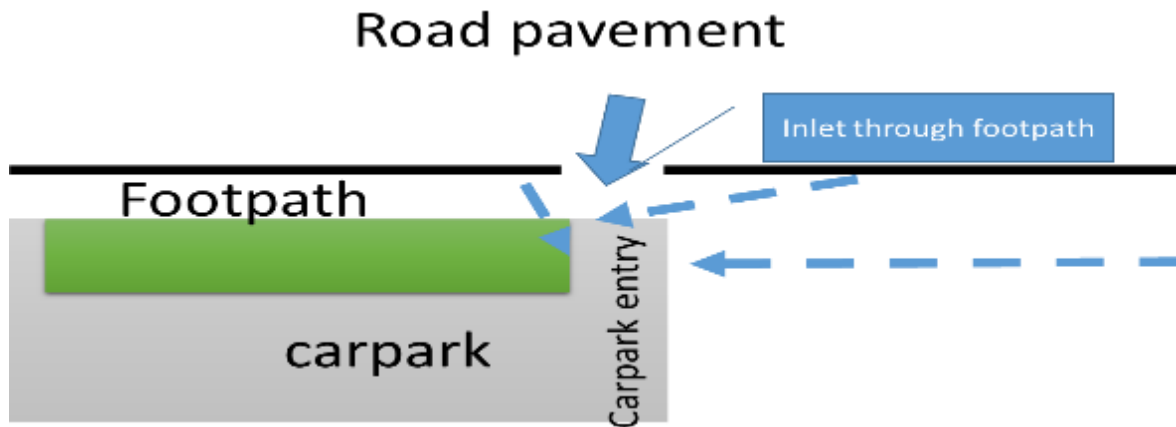 Road pavement
Inlet through footpath
Footpath
Carpark entry
carpark